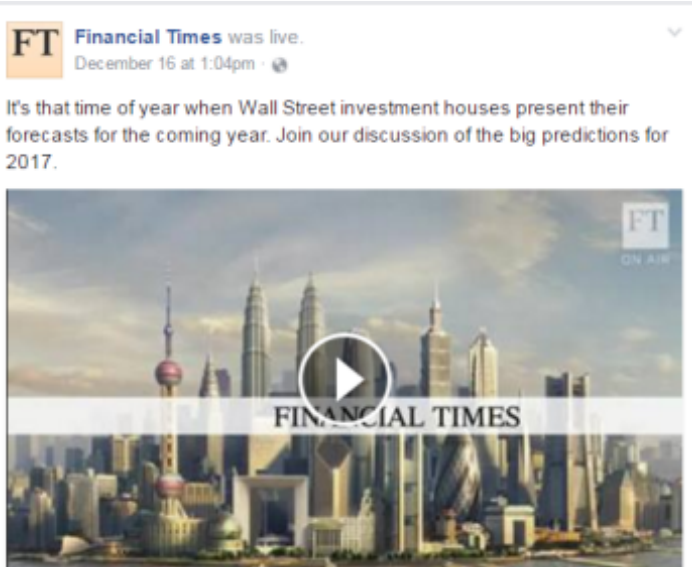 FT
Financial Times was live.
December 16 at 1:04pm ·
It's that time of year when Wall Street investment houses present their
forecasts for the coming year. Join our discussion of the big predictions for
2017.
FT
ON AIR
FINANCIAL TIMES